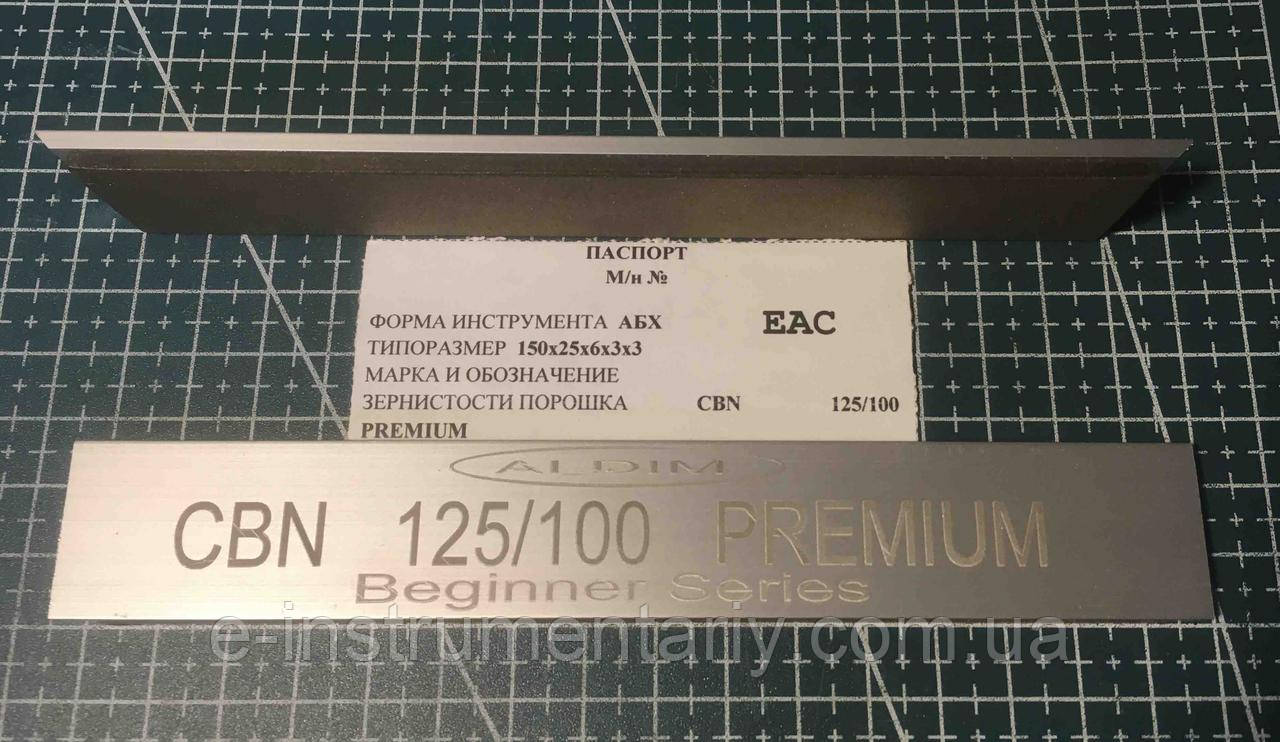 ПАСПОРТ
М/н №
ФОРМА ИНСТРУМЕНТА АБХ
EAC
ТИПОРАЗМЕР 150х25х6х3х3
МАРКА И ОБОЗНАЧЕНИЕ
ЗЕРНИСТОСТИ ПОРОШКА CBN 125/100
PREMIUM
ALDIM
CBN 125/100 PREMIUM
Beginner Series
e-instrumentariy.com.ua